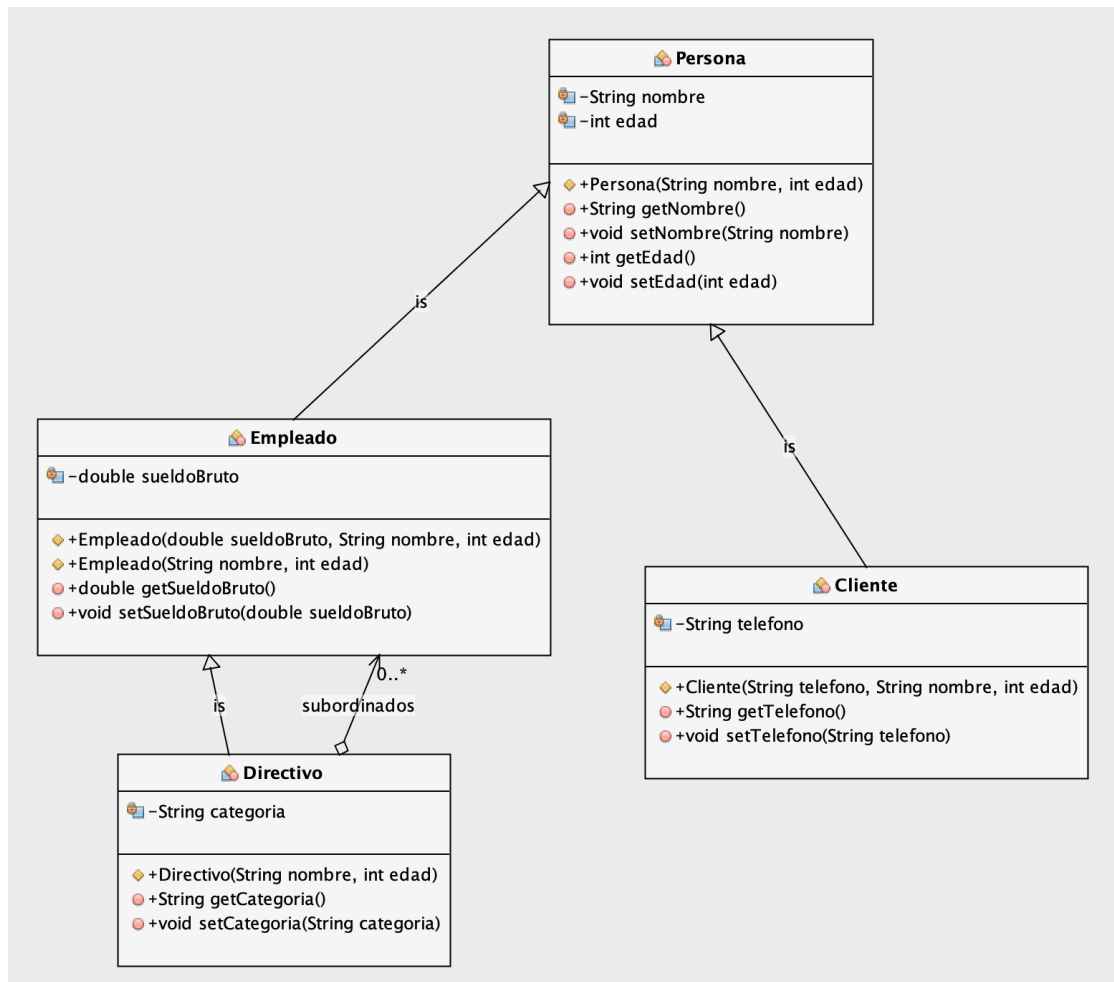 Persona
-String nombre
-int edad
+Persona(String nombre, int edad)
+String getNombre()
+void setNombre(String nombre)
+int getEdad()
+void setEdad(int edad)
is
is
Empleado
-double sueldoBruto
+Empleado(double sueldoBruto, String nombre, int edad)
+Empleado(String nombre, int edad)
+double getSueldoBruto()
+void setSueldoBruto(double sueldoBruto)
Cliente
-String telefono
+Cliente(String telefono, String nombre, int edad)
+String getTelefono()
+void setTelefono(String telefono)
0..*
is
subordinados
Directivo
-String categoria
+Directivo(String nombre, int edad)
+String getCategoria()
+void setCategoria(String categoria)